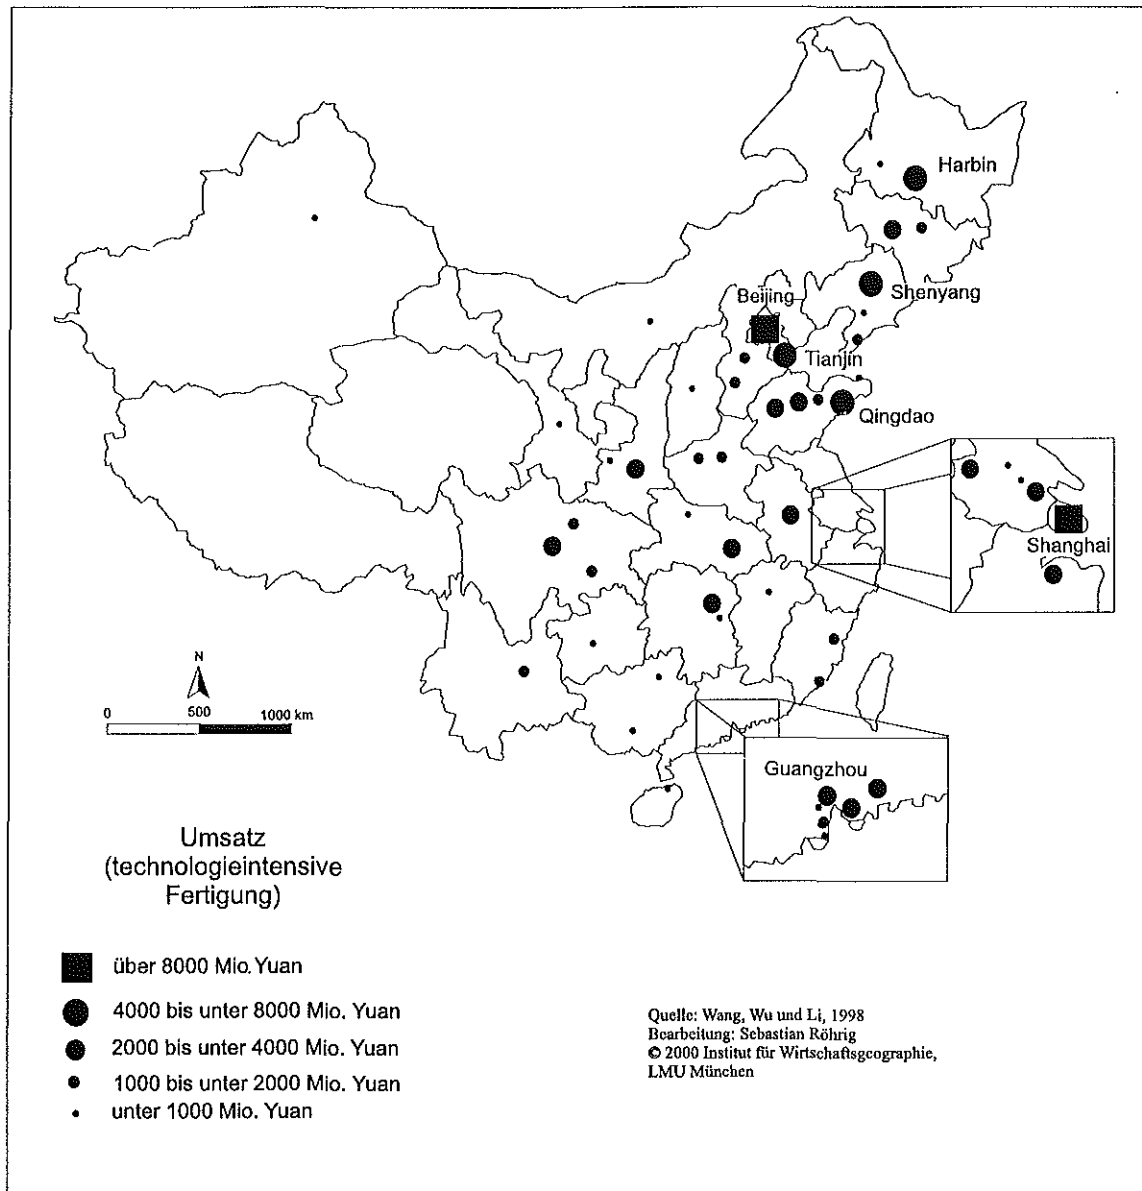 Harbin
Shenyang
Beijing
Tianjin
Qingdao
Shanghai
N
0 500 1000 km
Guangzhou
Umsatz
(technologieintensive
Fertigung)
über 8000 Mio. Yuan
4000 bis unter 8000 Mio. Yuan
2000 bis unter 4000 Mio. Yuan
1000 bis unter 2000 Mio. Yuan
unter 1000 Mio. Yuan
Quelle: Wang, Wu und Li, 1998
Bearbeitung: Sebastian Röhrig
© 2000 Institut für Wirtschaftsgeographie,
LMU München